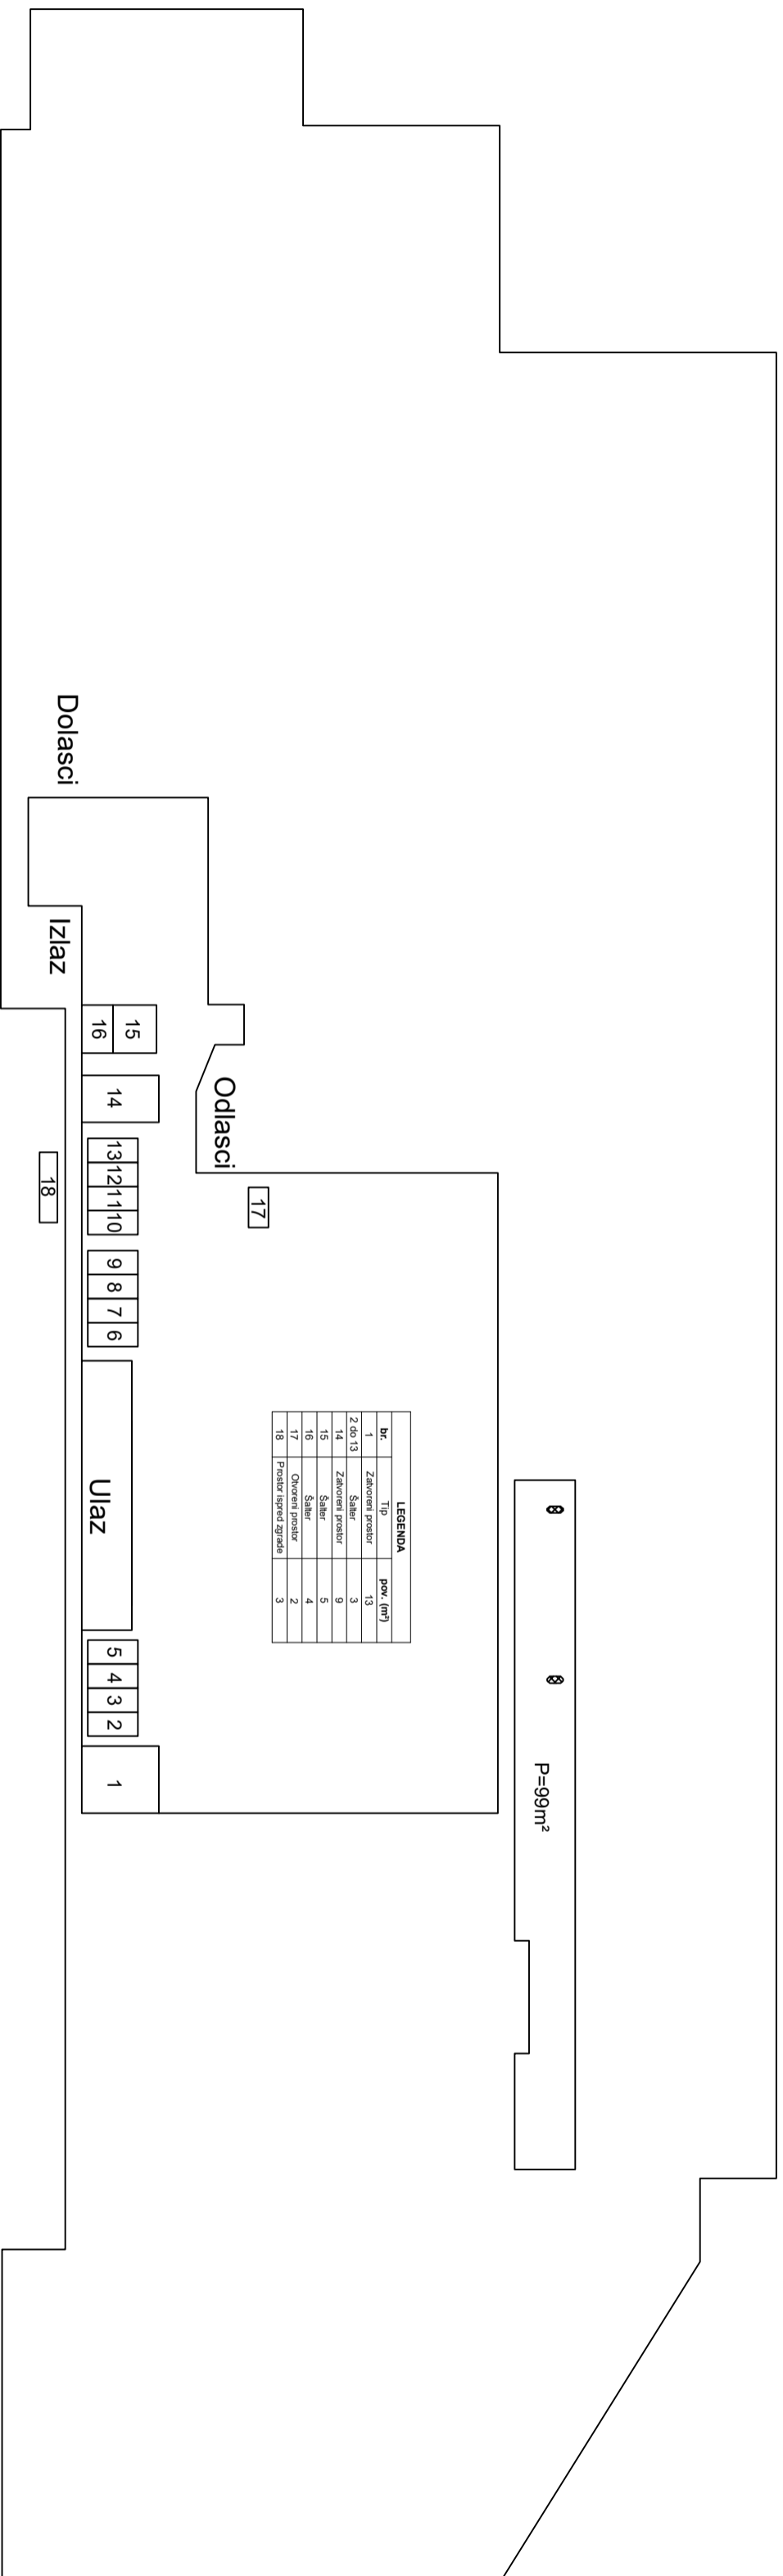 Dolasci
Izlaz
Odlasci
16 15
14
13 12 11 10
9 8 7 6
18
17
Ulaz
5 4 3 2
1
P=99m²
LEGENDA
br. Tip pov. (m²)
1 Zatvoreni prostor 13
2 do 13 Šalter 3
14 Zatvoreni prostor 9
15 Šalter 5
16 Šalter 4
17 Otvoreni prostor 2
18 Prostor ispred zgrade 3